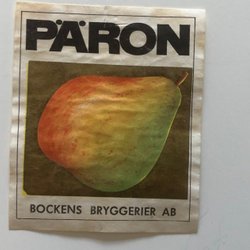 PÄRON
BOCKENS BRYGGERIER AB